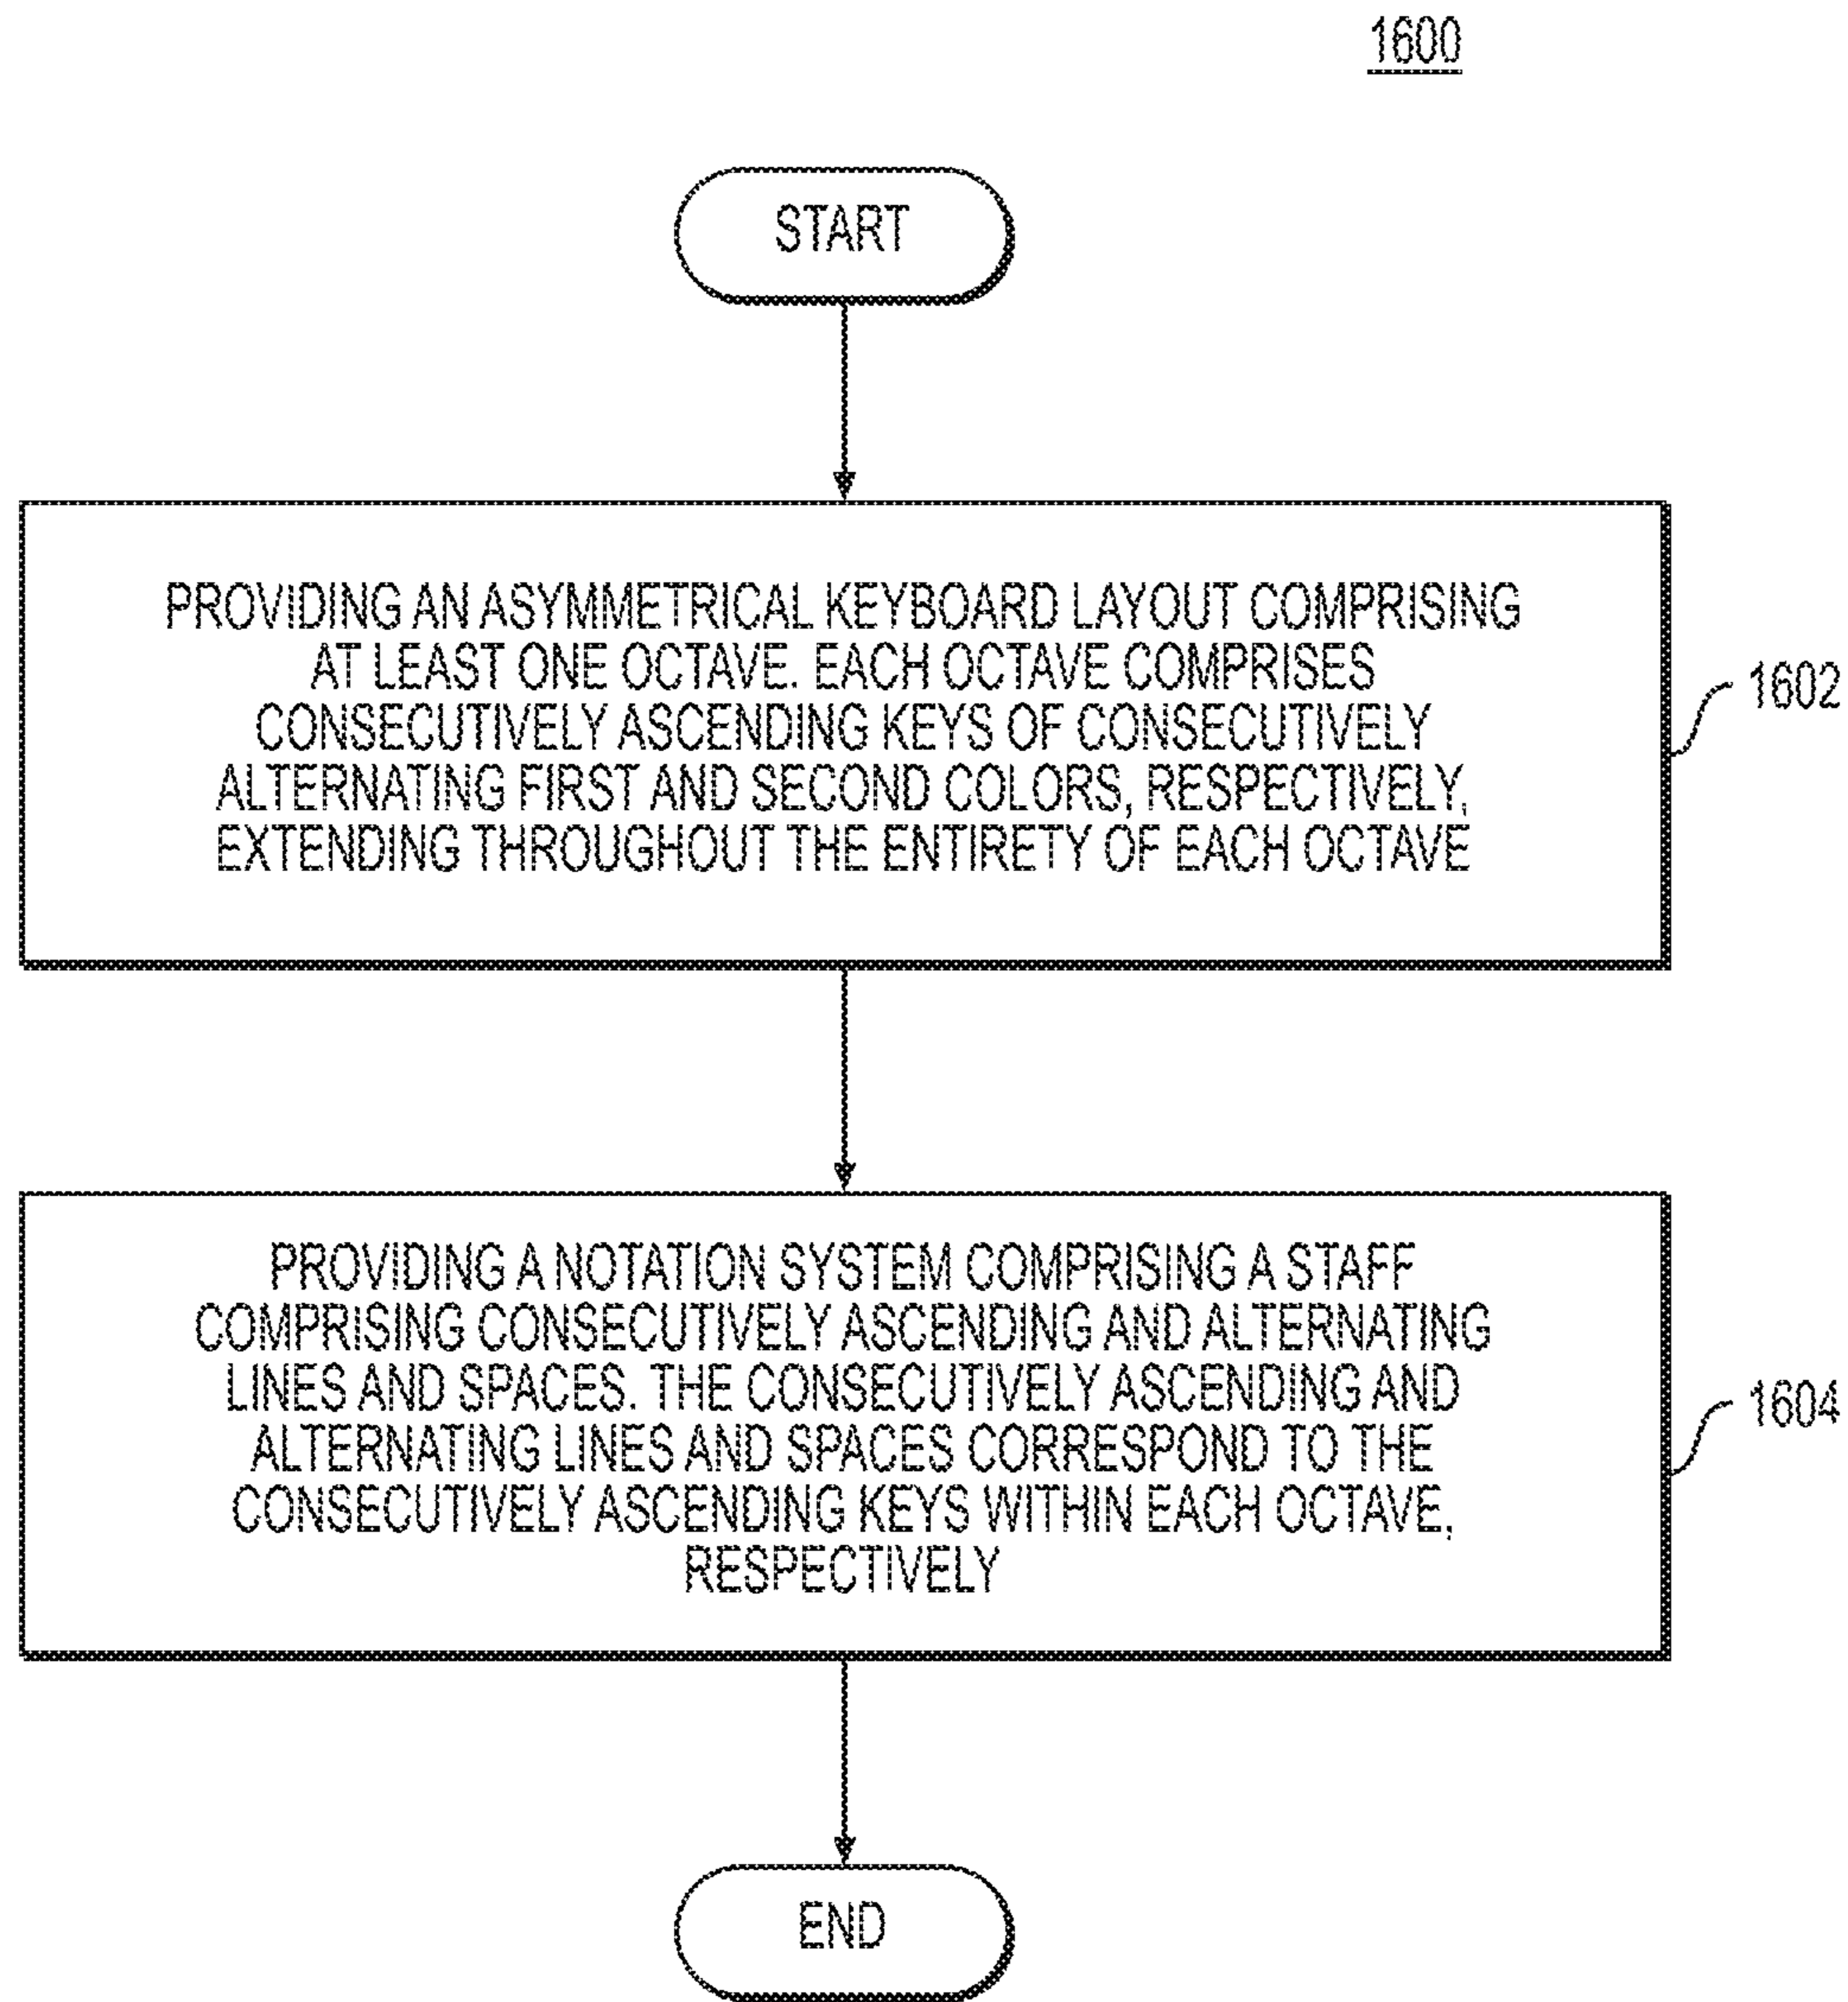 1600
START
PROVIDING AN ASYMMETRICAL KEYBOARD LAYOUT COMPRISING
AT LEAST ONE OCTAVE. EACH OCTAVE COMPRISES
CONSECUTIVELY ASCENDING KEYS OF CONSECUTIVELY
ALTERNATING FIRST AND SECOND COLORS, RESPECTIVELY,
EXTENDING THROUGHOUT THE ENTIRETY OF EACH OCTAVE
1602
PROVIDING A NOTATION SYSTEM COMPRISING A STAFF
COMPRISING CONSECUTIVELY ASCENDING AND ALTERNATING
LINES AND SPACES. THE CONSECUTIVELY ASCENDING AND
ALTERNATING LINES AND SPACES CORRESPOND TO THE
CONSECUTIVELY ASCENDING KEYS WITHIN EACH OCTAVE,
RESPECTIVELY
1604
END